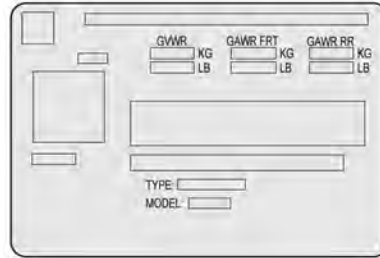 GVWR GAWR FRT GAWR RR
KG KG KG
LB LB LB
TYPE:
MODEL: